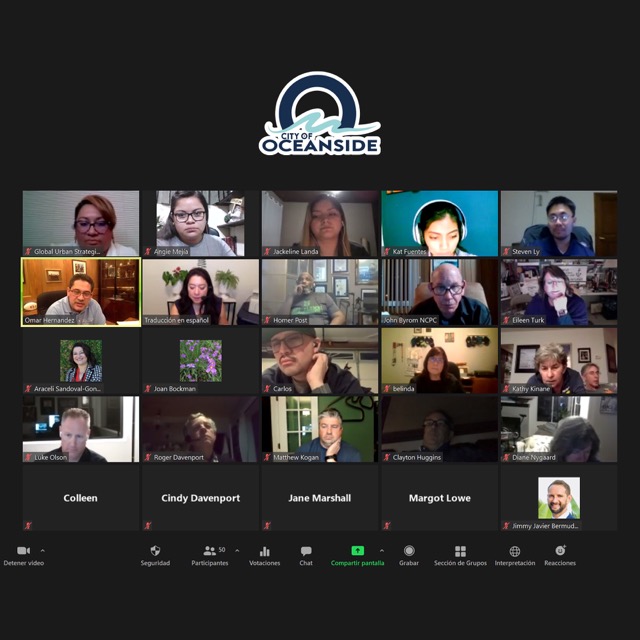 CITY OF
OCEANSIDE
Global Urban Strategi...
Angie Mejía
Jackeline Landa
Kat Fuentes
Steven Ly
Omar Hernandez
Traducción en español
Homer Post
John Byrom NCPC
Eileen Turk
Araceli Sandoval-Gon...
Joan Bockman
Carlos
belinda
Kathy Kinane
Luke Olson
Roger Davenport
Matthew Kogan
Clayton Huggins
Diane Nygaard
Colleen
Cindy Davenport
Jane Marshall
Margot Lowe
Jimmy Javier Bermud...
Detener video
Seguridad
Participantes
50
Votaciones
Chat
Compartir pantalla
Grabar
Sección de Grupos
Interpretación
Reacciones